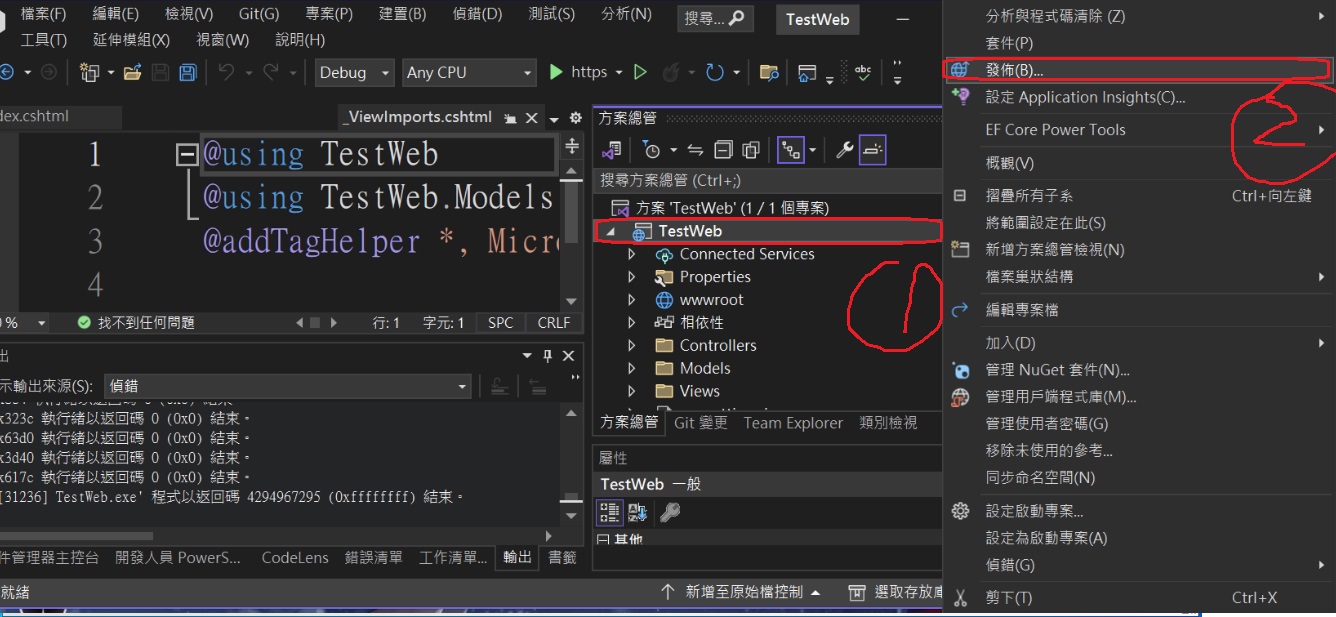 檔案(F) 編輯(E) 檢視(V) Git(G) 專案(P) 建置(B) 偵錯(D) 測試(S) 分析(N) 搜尋... TestWeb
工具(T) 延伸模組(X) 視窗(W) 說明(H)
Debug Any CPU https abc
dex.cshtml _ViewImports.cshtml
1 @using TestWeb
2 @using TestWeb.Models
3 @addTagHelper *, Micro
4
% 找不到任何問題 行: 1 字元: 1 SPC CRLF
出
示輸出來源(S): 偵錯
執行緒以返回碼 0 (0x0) 結束。
x323c 執行緒以返回碼 0 (0x0) 結束。
x63d0 執行緒以返回碼 0 (0x0) 結束。
x3d40 執行緒以返回碼 0 (0x0) 結束。
x617c 執行緒以返回碼 0 (0x0) 結束。
[31236] TestWeb.exe' 程式以返回碼 4294967295 (0xffffffff) 結束。
件管理器主控台 開發人員 PowerS... CodeLens 錯誤清單 工作清單... 輸出 書籤
就緒 新增至原始檔控制 選取存放庫
方案總管
搜尋方案總管 (Ctrl+;)
方案 'TestWeb' (1 / 1 個專案)
TestWeb
Connected Services
Properties
wwwroot
相依性
Controllers
Models
Views
1
方案總管 Git 變更 Team Explorer 類別檢視
屬性
TestWeb 一般
其他
分析與程式碼清除 (Z)
套件(P)
發佈(B)...
設定 Application Insights(C)...
EF Core Power Tools
2
概觀(V)
摺疊所有子系 Ctrl+向左鍵
將範圍設定在此(S)
新增方案總管檢視(N)
檔案巢狀結構
編輯專案檔
加入(D)
管理 NuGet 套件(N)...
管理用戶端程式庫(M)...
管理使用者密碼(G)
移除未使用的參考...
同步命名空間(N)
設定啟動專案...
設定為啟動專案(A)
偵錯(G)
剪下(T) Ctrl+X